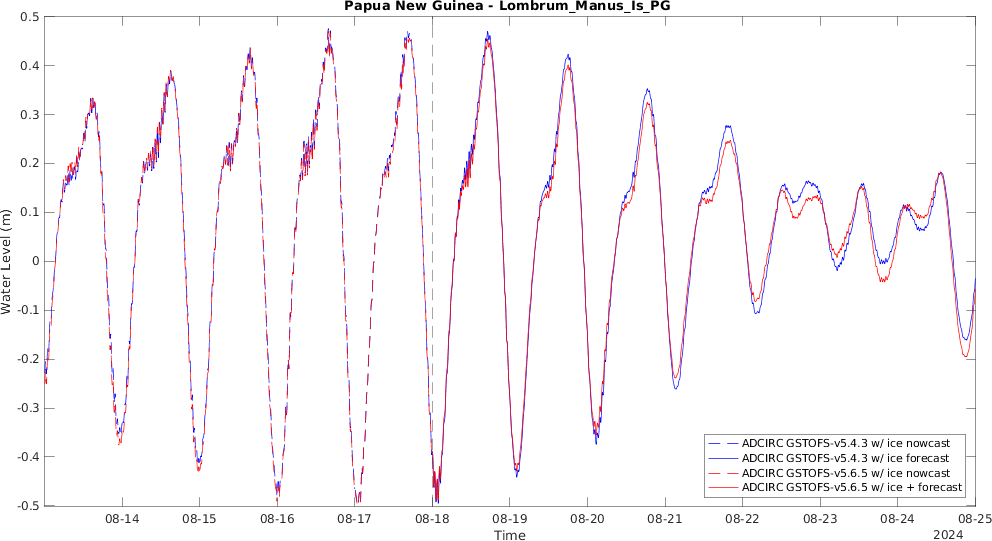 Papua New Guinea - Lombrum_Manus_Is_PG
0.5
0.4
0.3
0.2
0.1
0
-0.1
-0.2
-0.3
-0.4
-0.5
Water Level (m)
ADCIRC GSTOFS-v5.4.3 w/ ice nowcast
ADCIRC GSTOFS-v5.4.3 w/ ice forecast
ADCIRC GSTOFS-v5.6.5 w/ ice nowcast
ADCIRC GSTOFS-v5.6.5 w/ ice + forecast
08-14 08-15 08-16 08-17 08-18 08-19 08-20 08-21 08-22 08-23 08-24 08-25
Time
2024